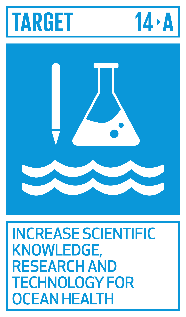 TARGET 14·A
INCREASE SCIENTIFIC
KNOWLEDGE,
RESEARCH AND
TECHNOLOGY FOR
OCEAN HEALTH